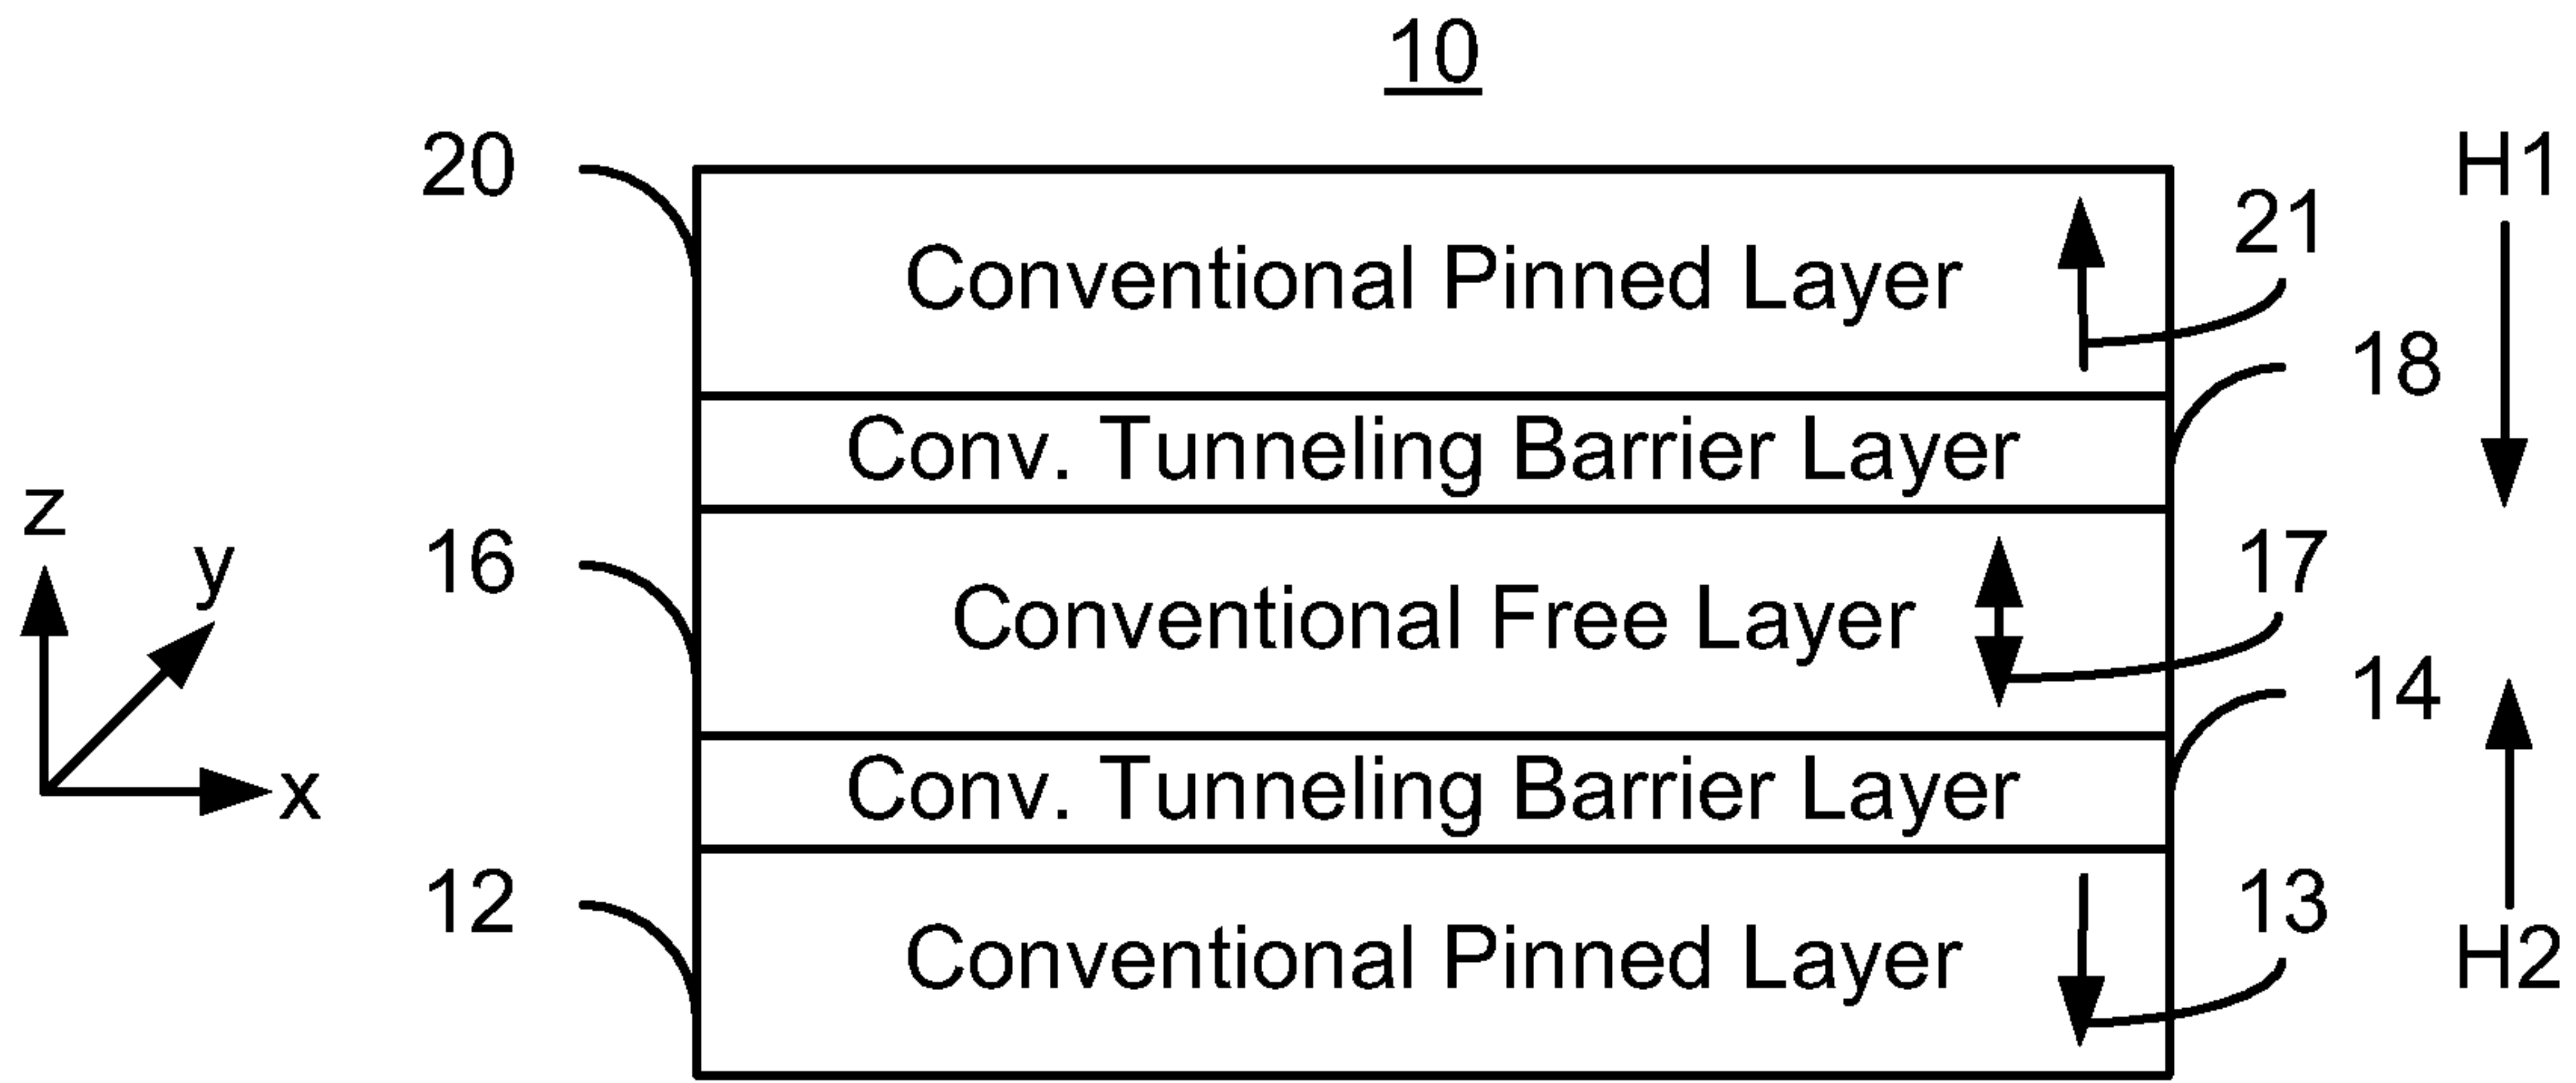 10
20
H1
Conventional Pinned Layer
21
18
Conv. Tunneling Barrier Layer
z
y
x
16
17
Conventional Free Layer
14
Conv. Tunneling Barrier Layer
12
13
Conventional Pinned Layer
H2